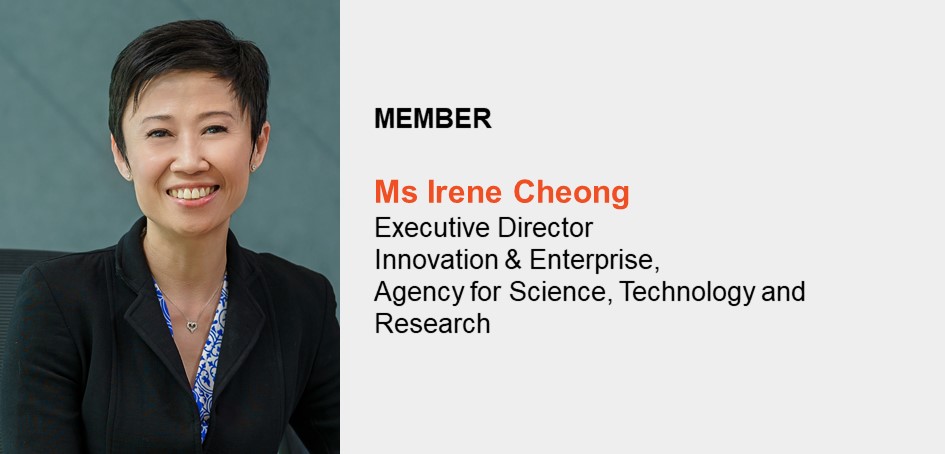 MEMBER
Ms Irene Cheong
Executive Director
Innovation & Enterprise,
Agency for Science, Technology and
Research